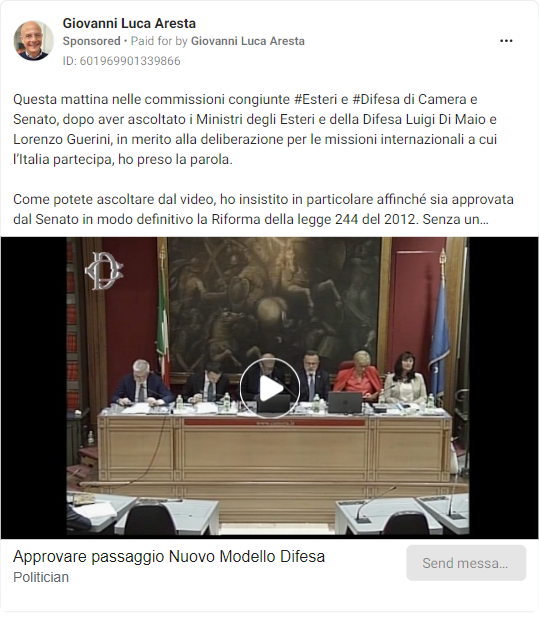 Giovanni Luca Aresta
Sponsored • Paid for by Giovanni Luca Aresta
ID: 601969901339866
Questa mattina nelle commissioni congiunte #Esteri e #Difesa di Camera e
Senato, dopo aver ascoltato i Ministri degli Esteri e della Difesa Luigi Di Maio e
Lorenzo Guerini, in merito alla deliberazione per le missioni internazionali a cui
l'Italia partecipa, ho preso la parola.
Come potete ascoltare dal video, ho insistito in particolare affinché sia approvata
dal Senato in modo definitivo la Riforma della legge 244 del 2012. Senza un...
www.camera.it
Approvare passaggio Nuovo Modello Difesa
Politician
Send messa...